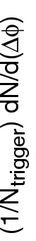 (1/N_trigger) dN/d(Δϕ)